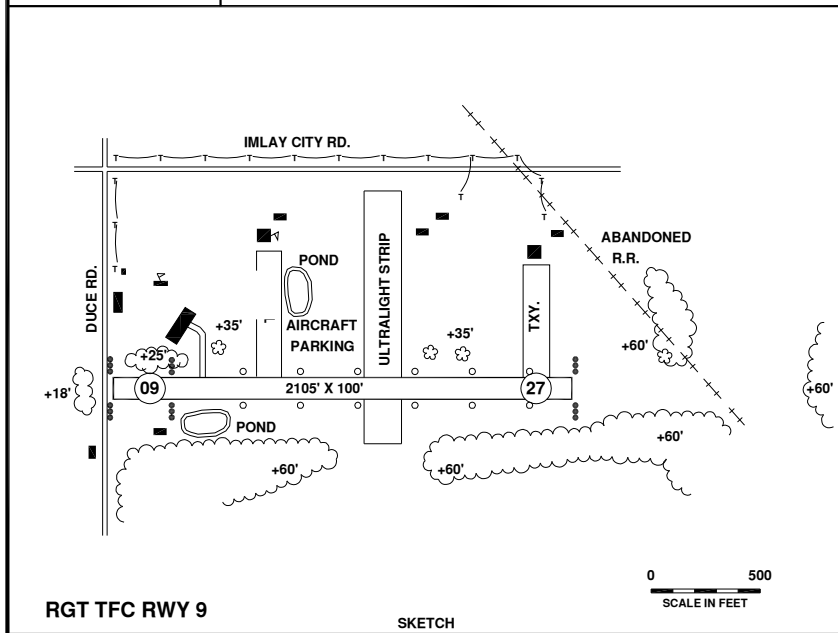 IMLAY CITY RD.
T T T T T T T T T T
T
T
T
T
T
T
DUCE RD.
POND
ULTRALIGHT STRIP
ABANDONED
R.R.
TXY.
+35'
AIRCRAFT
PARKING
+35'
+25'
+60'
+18'
09
2105' X 100'
27
+60'
POND
+60'
+60'
+60'
0 500
SCALE IN FEET
RGT TFC RWY 9
SKETCH